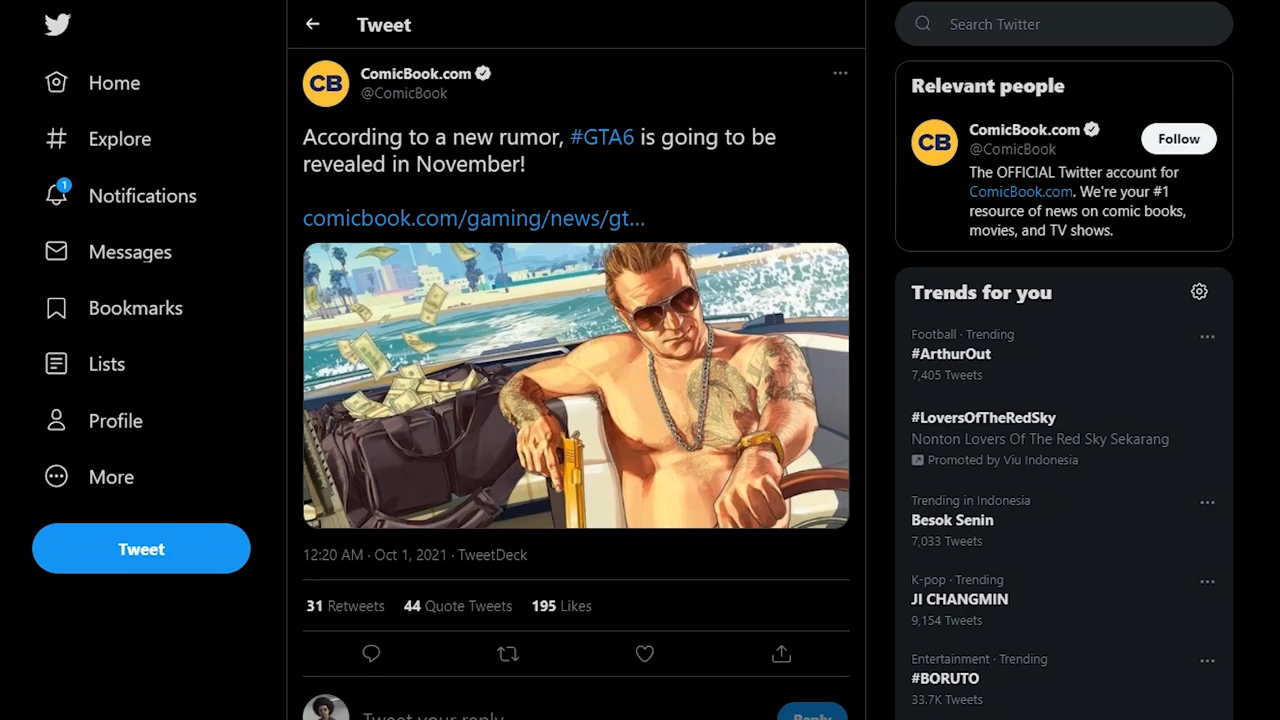 Home
Explore
1
Notifications
Messages
Bookmarks
Lists
Profile
More
Tweet
Tweet
CB
ComicBook.com
@ComicBook
According to a new rumor, #GTA6 is going to be
revealed in November!
comicbook.com/gaming/news/gt...
12:20 AM · Oct 1, 2021 · TweetDeck
31 Retweets 44 Quote Tweets 195 Likes
Tweet your reply
Reply
Search Twitter
Relevant people
CB
ComicBook.com
@ComicBook
Follow
The OFFICIAL Twitter account for
ComicBook.com. We're your #1
resource of news on comic books,
movies, and TV shows.
Trends for you
Football · Trending
#ArthurOut
7,405 Tweets
#LoversOfTheRedSky
Nonton Lovers Of The Red Sky Sekarang
Promoted by Viu Indonesia
Trending in Indonesia
Besok Senin
7,033 Tweets
K-pop · Trending
JI CHANGMIN
9,154 Tweets
Entertainment · Trending
#BORUTO
33.7K Tweets